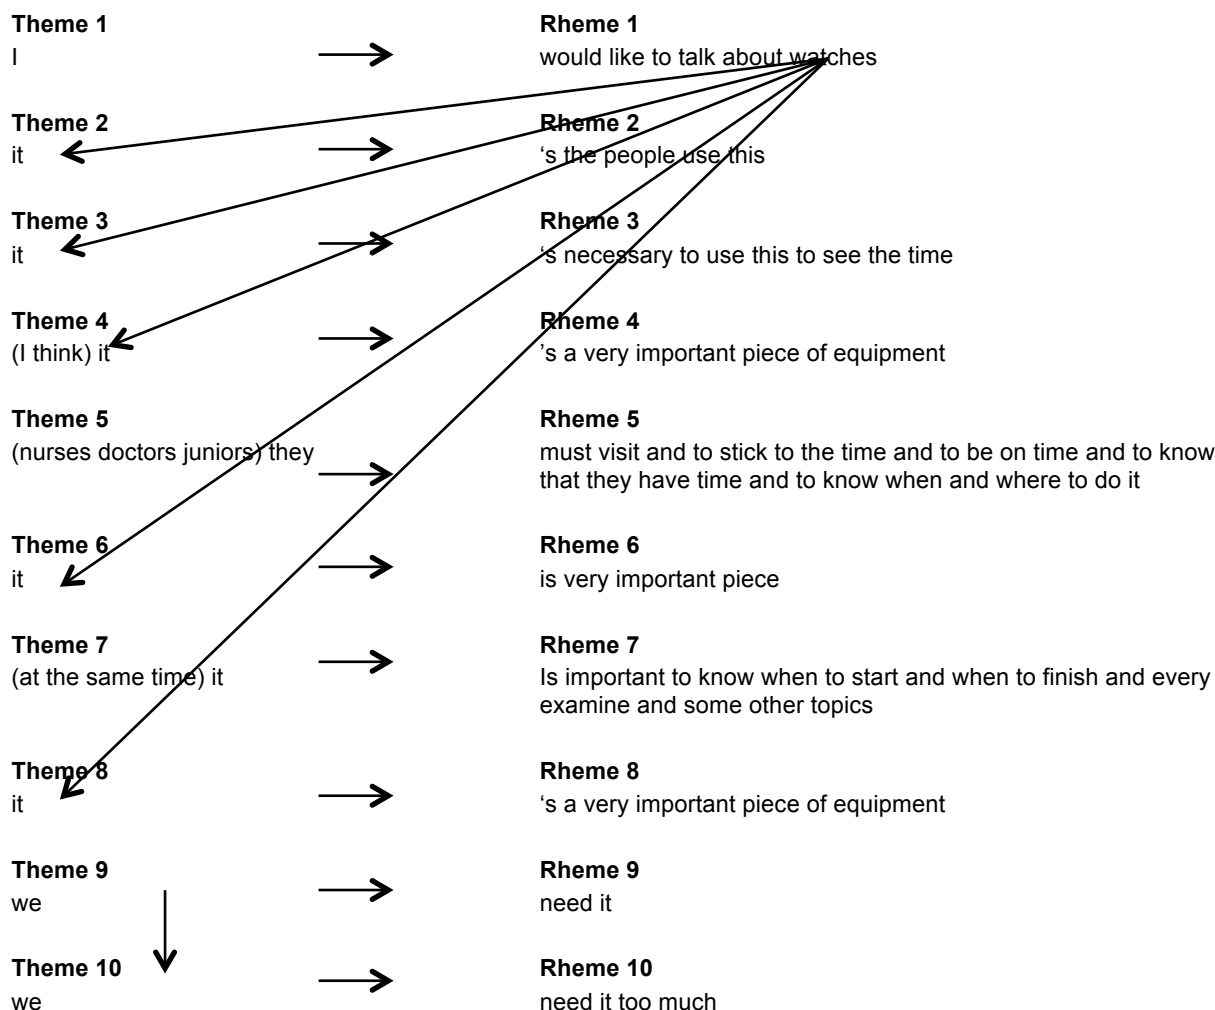 Theme 1 Rheme 1
I would like to talk about watches
Theme 2 Rheme 2
it ‘s the people use this
Theme 3 Rheme 3
it ‘s necessary to use this to see the time
Theme 4 Rheme 4
(I think) it ’s a very important piece of equipment
Theme 5 Rheme 5
(nurses doctors juniors) they must visit and to stick to the time and to be on time and to know
that they have time and to know when and where to do it
Theme 6 Rheme 6
it is very important piece
Theme 7 Rheme 7
(at the same time) it Is important to know when to start and when to finish and every
examine and some other topics
Theme 8 Rheme 8
it ‘s a very important piece of equipment
Theme 9 Rheme 9
we need it
Theme 10 Rheme 10
we need it too much